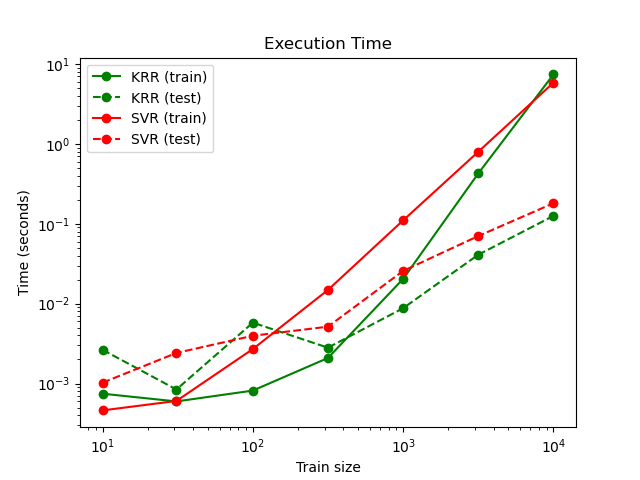 Execution Time
KRR (train)
KRR (test)
SVR (train)
SVR (test)
Time (seconds)
10¹
10⁰
10⁻¹
10⁻²
10⁻³
10¹
10²
10³
10⁴
Train size